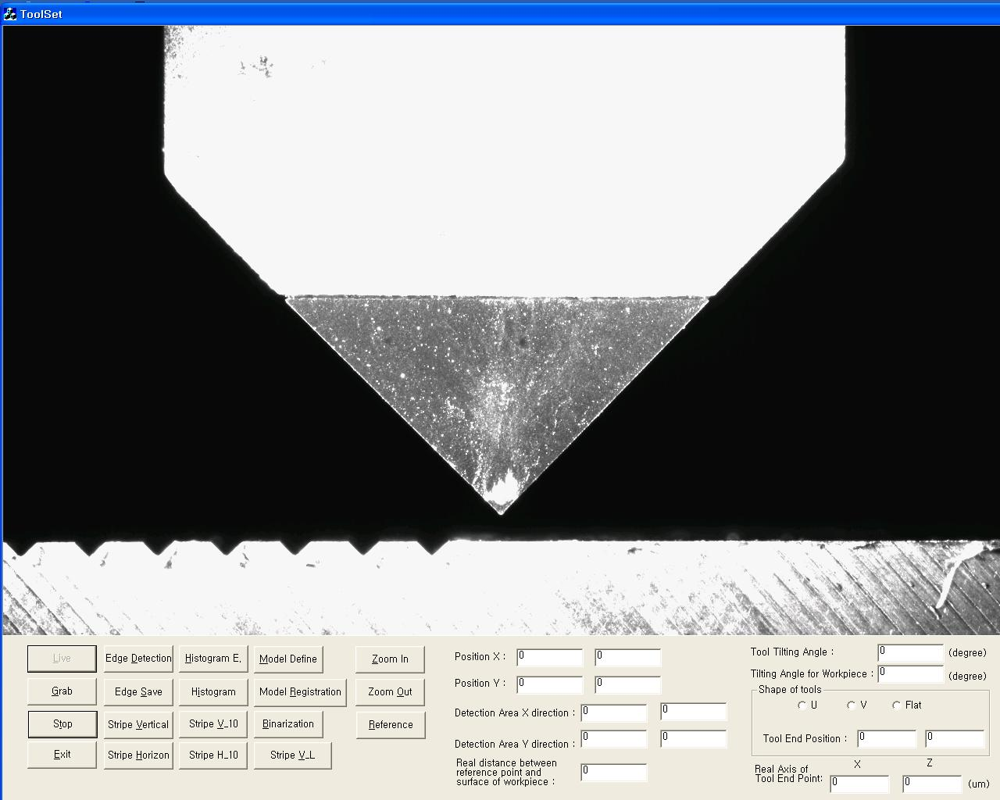 ToolSet
Live
Edge Detection
Histogram E.
Model Define
Zoom In
Grab
Edge Save
Histogram
Model Registration
Zoom Out
Stop
Stripe Vertical
Stripe V_10
Binarization
Reference
Exit
Stripe Horizon
Stripe H_10
Stripe V_L
Position X : 0 0
Position Y : 0 0
Detection Area X direction : 0 0
Detection Area Y direction : 0 0
Real distance between
reference point and
surface of workpiece : 0
Tool Tilting Angle : 0 (degree)
Tilting Angle for Workpiece : 0 (degree)
Shape of tools
U V Flat
Tool End Position : 0 0
X Z
Real Axis of
Tool End Point: 0 0 (um)